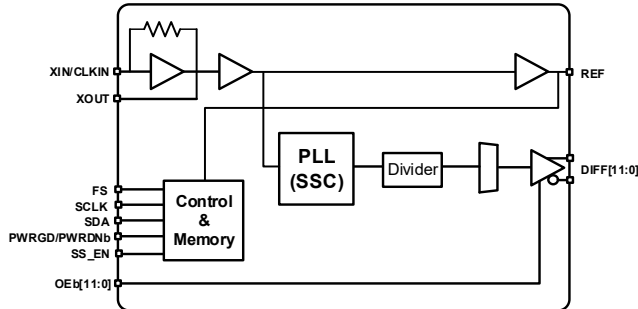 XIN/CLKIN
XOUT
REF
PLL
(SSC)
Divider
DIFF[11:0]
FS
SCLK
SDA
PWRGD/PWRDNb
SS_EN
Control
&
Memory
OEb[11:0]